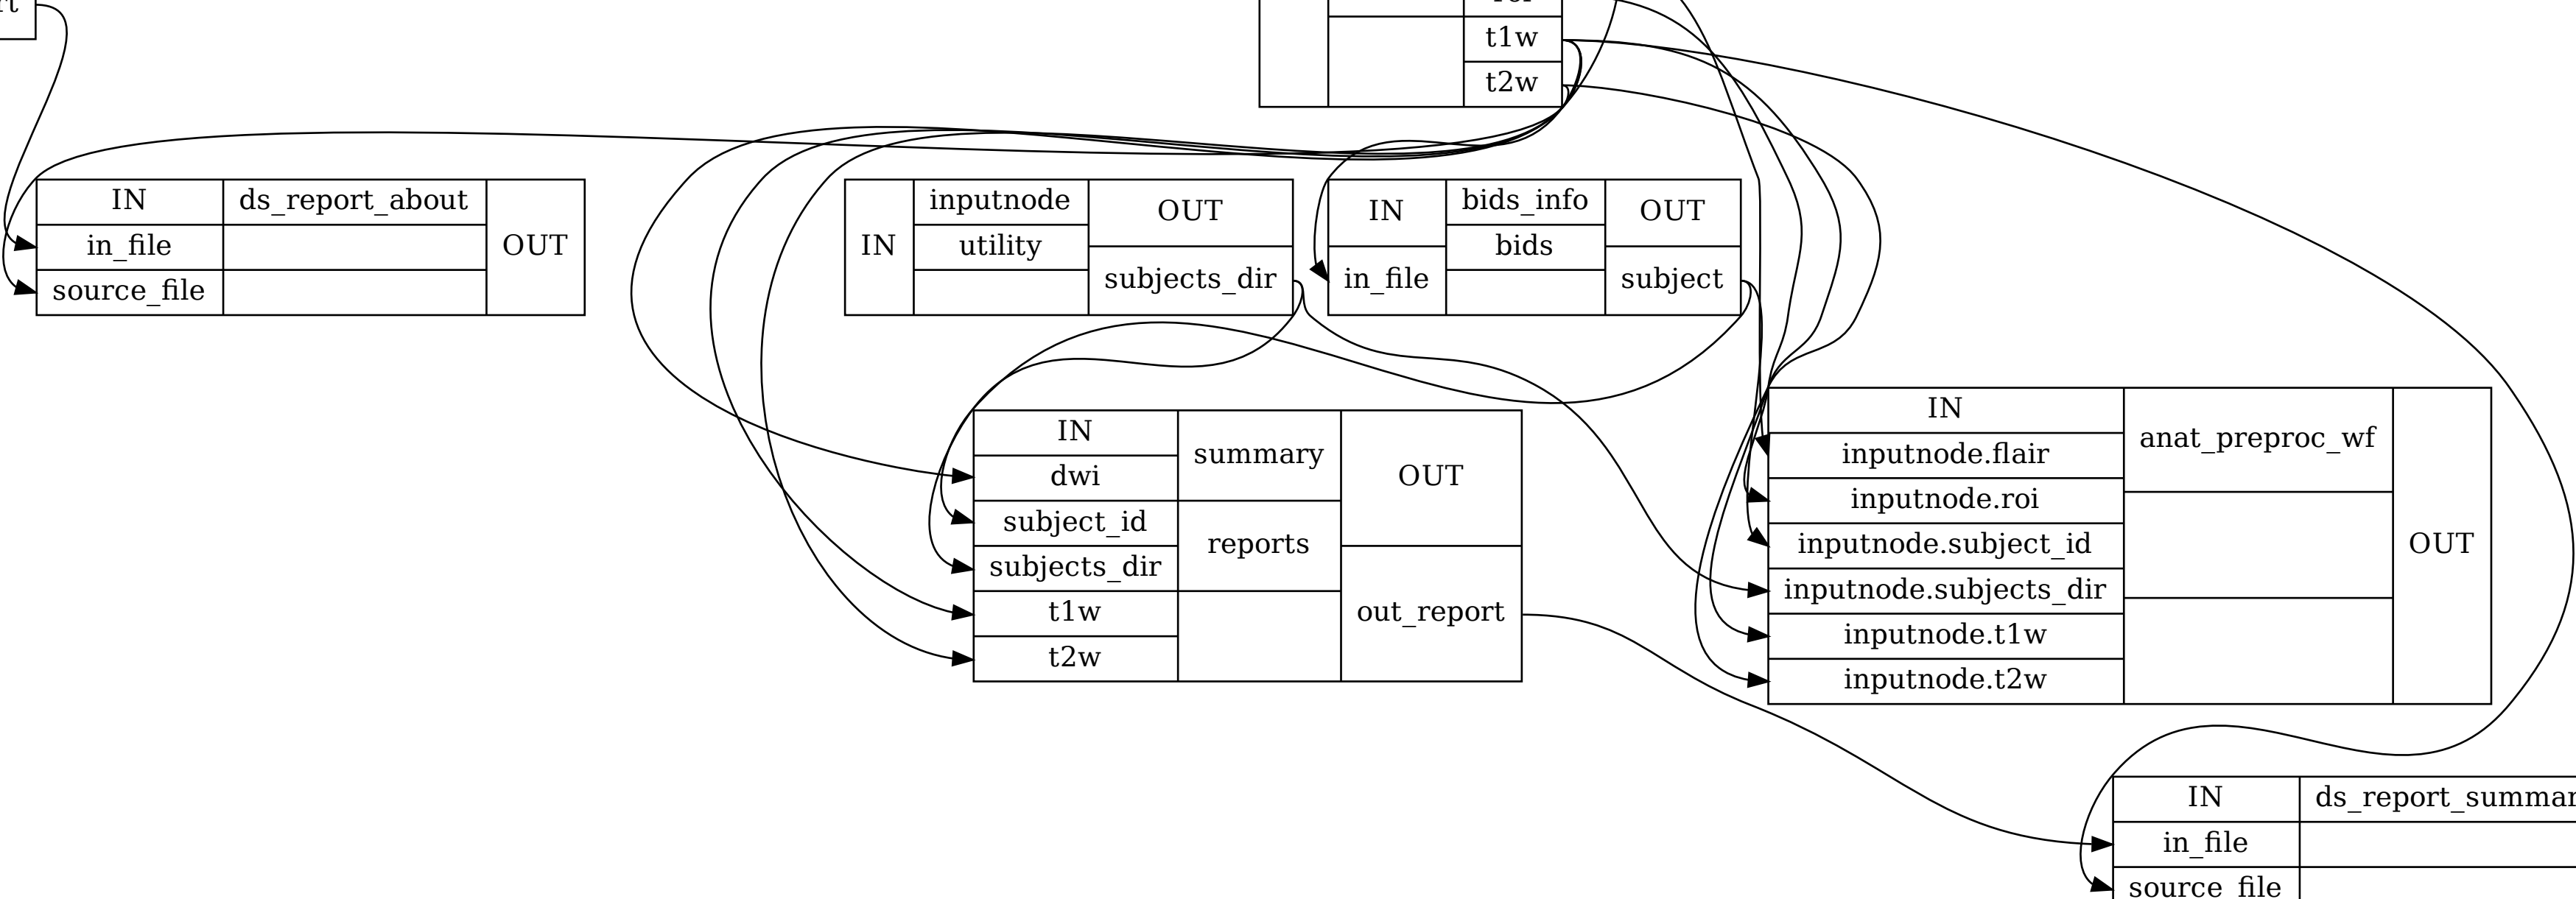 t1w
t2w
IN
ds_report_about
OUT
in_file
source_file
IN
inputnode
utility
OUT
subjects_dir
IN
in_file
bids_info
bids
OUT
subject
IN
dwi
subject_id
subjects_dir
t1w
t2w
summary
reports
OUT
out_report
IN
inputnode.flair
inputnode.roi
inputnode.subject_id
inputnode.subjects_dir
inputnode.t1w
inputnode.t2w
anat_preproc_wf
OUT
IN
in_file
source_file